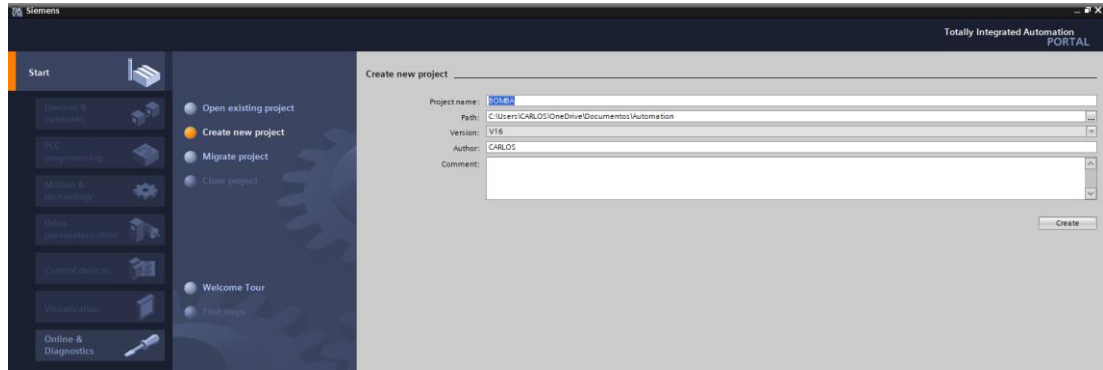 Siemens
Totally Integrated Automation
PORTAL
Start
Devices &
networks
PLC
programming
Motion &
technology
Drive
parameterization
Control devices
Visualization
Online &
Diagnostics
Open existing project
Create new project
Migrate project
Close project
Welcome Tour
First steps
Create new project
Project name: BOMBA
Path: C:\Users\CARLOS\OneDrive\Documentos\Automation
...
Version: V16
Author: CARLOS
Comment:
Create